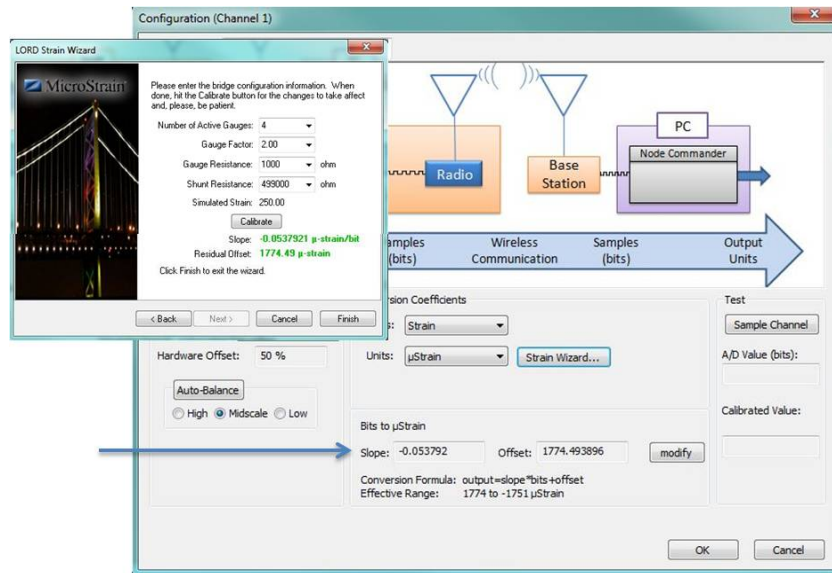 Configuration (Channel 1)
LORD Strain Wizard
MicroStrain
Please enter the bridge configuration information. When
done, hit the Calibrate button for the changes to take affect
and, please, be patient.
Number of Active Gauges: 4
Gauge Factor: 2.00
Gauge Resistance: 1000 ohm
Shunt Resistance: 499000 ohm
Simulated Strain: 250.00
Calibrate
Slope: -0.0537921 µ-strain/bit
Residual Offset: 1774.49 µ-strain
Click Finish to exit the wizard.
< Back Next > Cancel Finish
Radio
Base
Station
PC
Node Commander
amples
(bits)
Wireless
Communication
Samples
(bits)
Output
Units
rsion Coefficients
s: Strain
Units: µStrain Strain Wizard...
Hardware Offset: 50 %
Auto-Balance
High Midscale Low
Bits to µStrain
Slope: -0.053792 Offset: 1774.493896 modify
Conversion Formula: output=slope*bits+offset
Effective Range: 1774 to -1751 µStrain
Test
Sample Channel
A/D Value (bits):
Calibrated Value:
OK Cancel